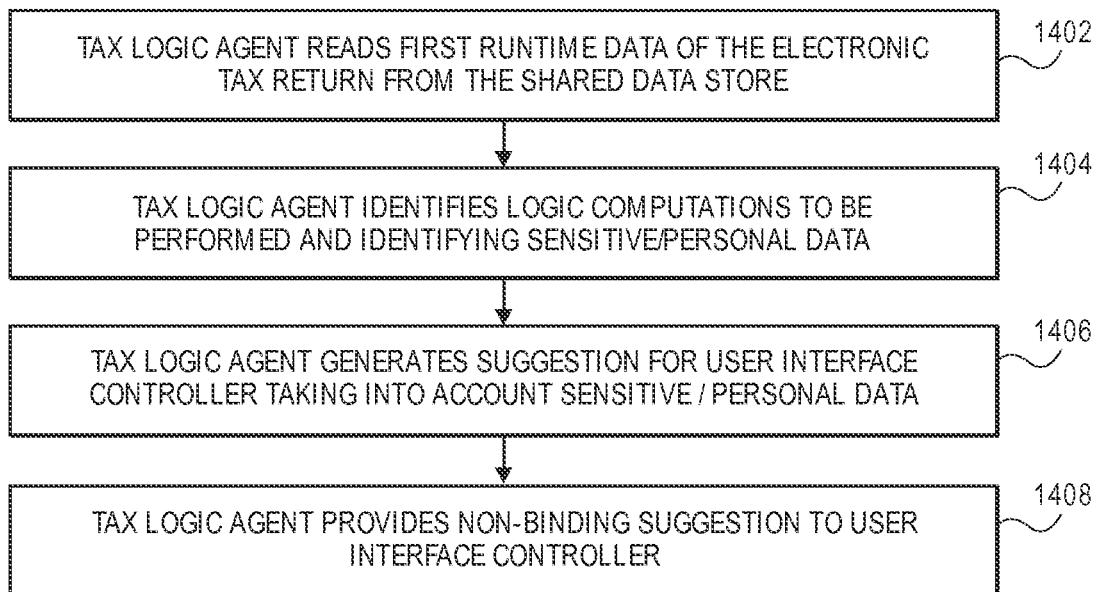 TAX LOGIC AGENT READS FIRST RUNTIME DATA OF THE ELECTRONIC
TAX RETURN FROM THE SHARED DATA STORE
1402
TAX LOGIC AGENT IDENTIFIES LOGIC COMPUTATIONS TO BE
PERFORMED AND IDENTIFYING SENSITIVE/PERSONAL DATA
1404
TAX LOGIC AGENT GENERATES SUGGESTION FOR USER INTERFACE
CONTROLLER TAKING INTO ACCOUNT SENSITIVE / PERSONAL DATA
1406
TAX LOGIC AGENT PROVIDES NON-BINDING SUGGESTION TO USER
INTERFACE CONTROLLER
1408